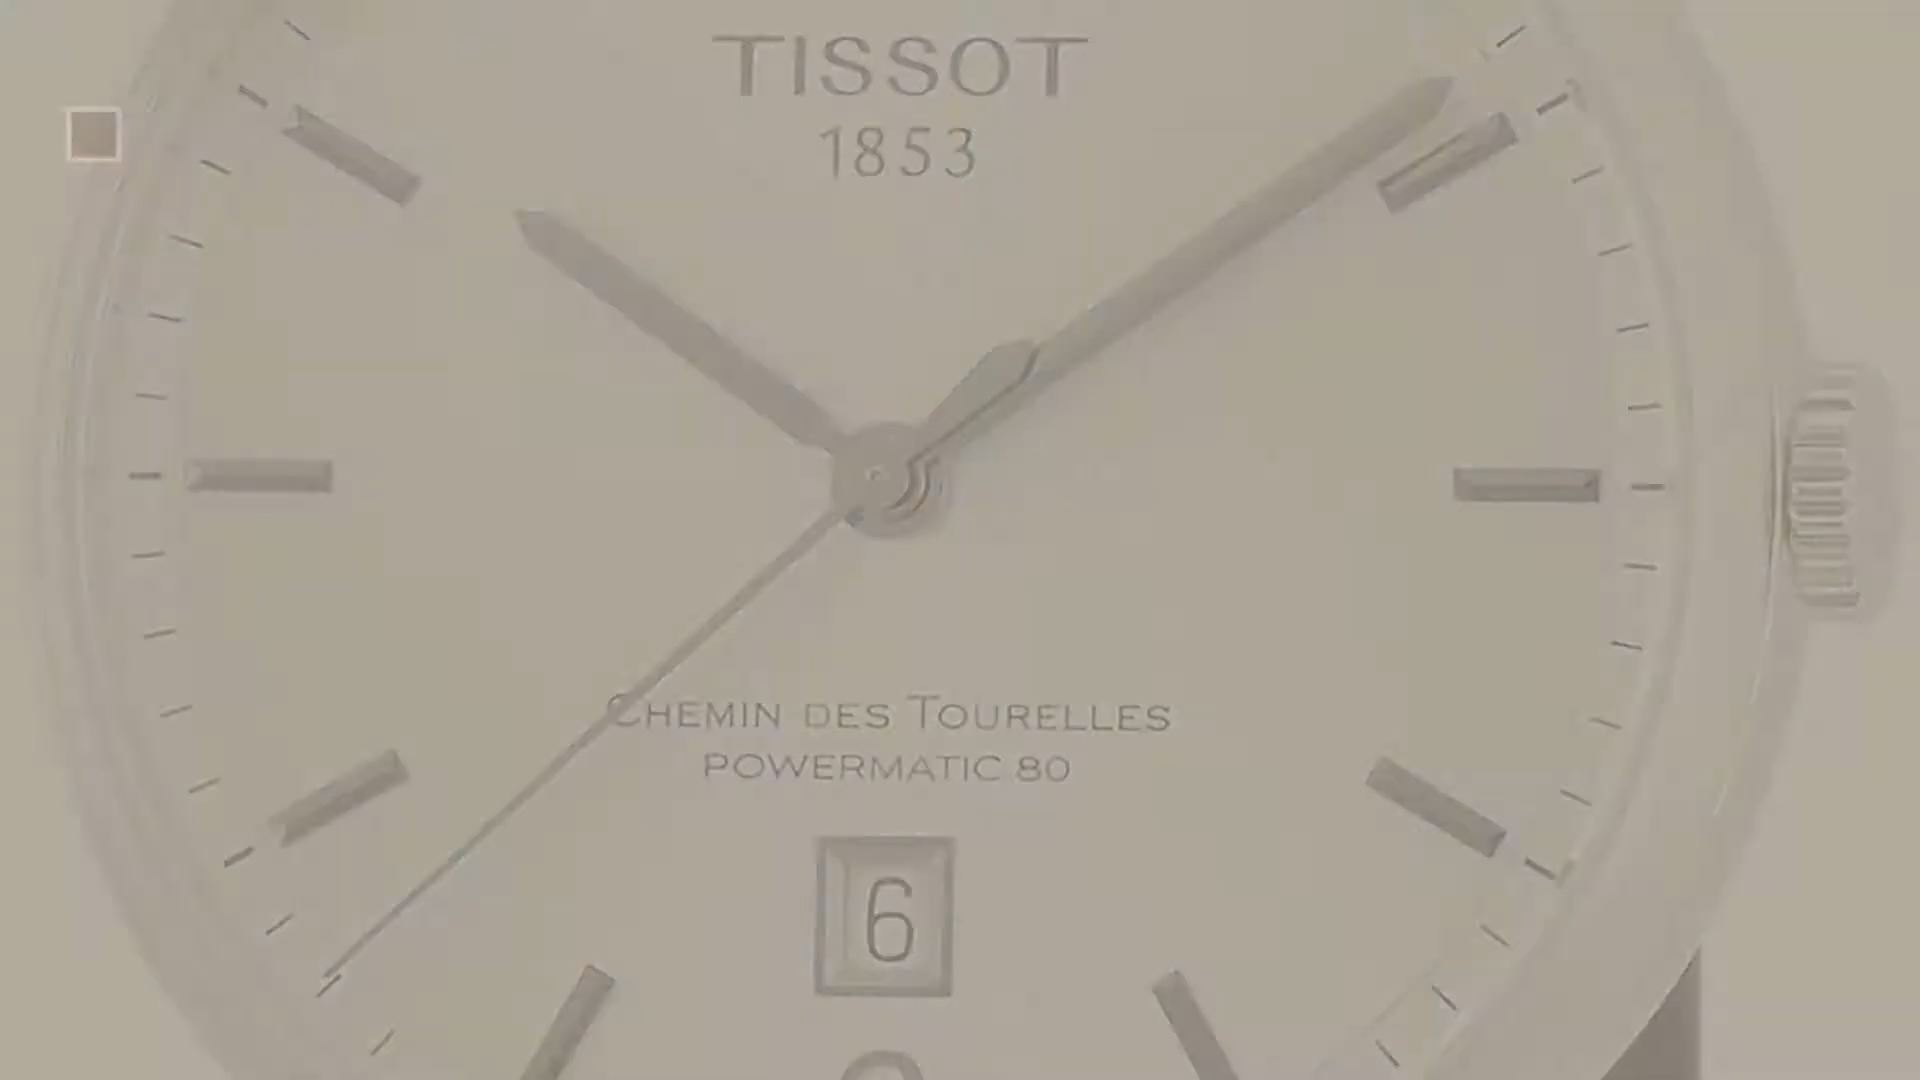 TISSOT
1853
CHEMIN DES TOURELLES
POWERMATIC 80
6